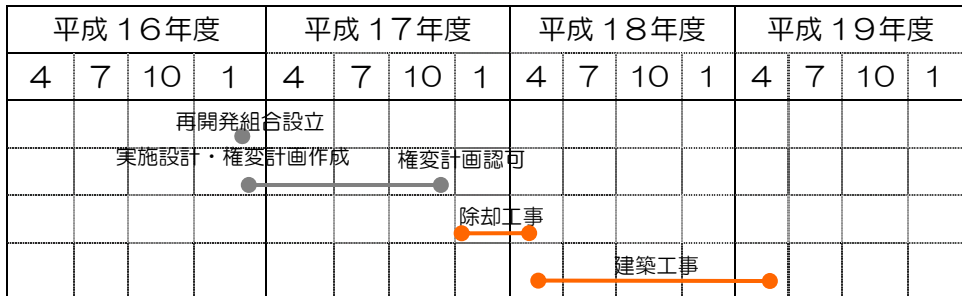 平成１６年度 平成１７年度 平成１８年度 平成１９年度
4 7 10 1 4 7 10 1 4 7 10 1 4 7 10 1
再開発組合設立
実施設計・権変計画作成 権変計画認可
除却工事
建築工事